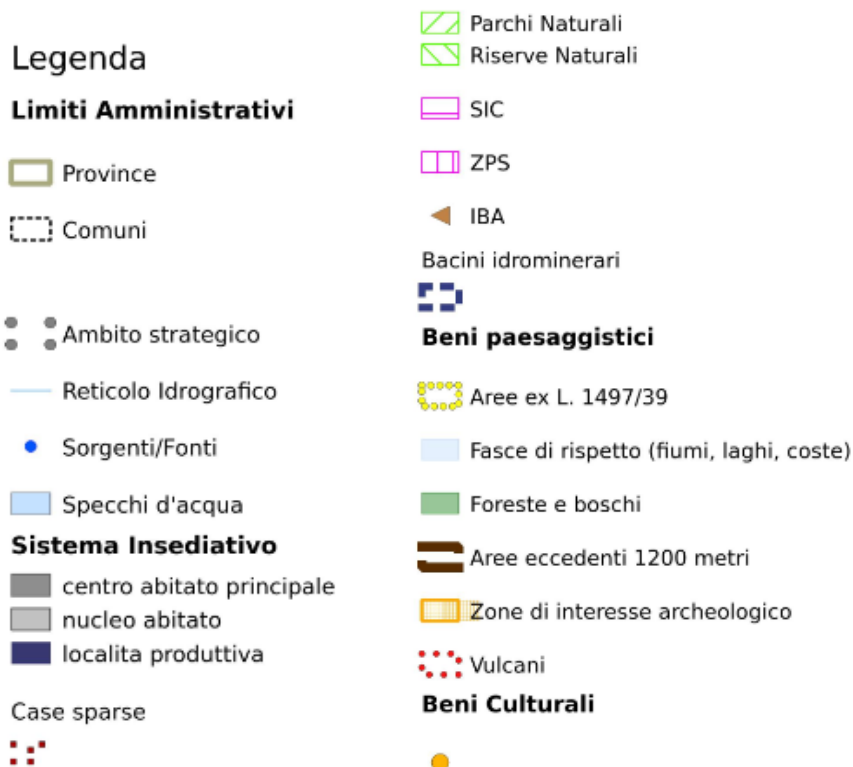 Legenda
Limiti Amministrativi
Province
Comuni
Ambito strategico
Reticolo Idrografico
Sorgenti/Fonti
Specchi d'acqua
Sistema Insediativo
centro abitato principale
nucleo abitato
localita produttiva
Case sparse
Parchi Naturali
Riserve Naturali
SIC
ZPS
IBA
Bacini idrominerari
Beni paesaggistici
Aree ex L. 1497/39
Fasce di rispetto (fiumi, laghi, coste)
Foreste e boschi
Aree eccedenti 1200 metri
Zone di interesse archeologico
Vulcani
Beni Culturali